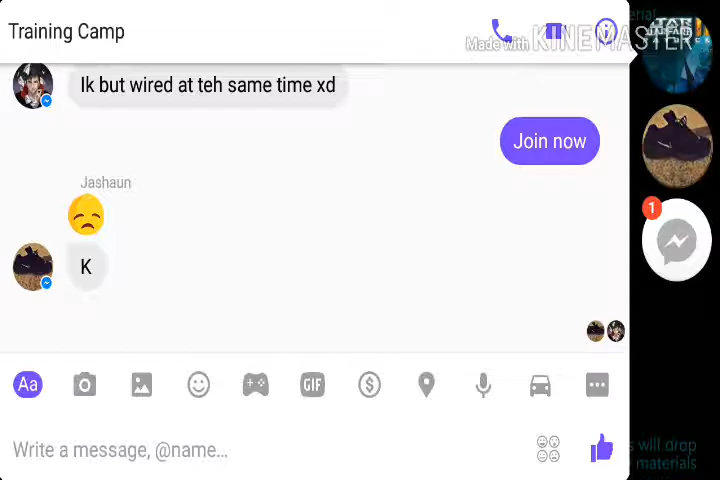 Training Camp
Made with KINEMASTER
Ik but wired at teh same time xd
Join now
Jashaun
K
1
Aa
GIF
$
Write a message, @name...
s will drop
materials